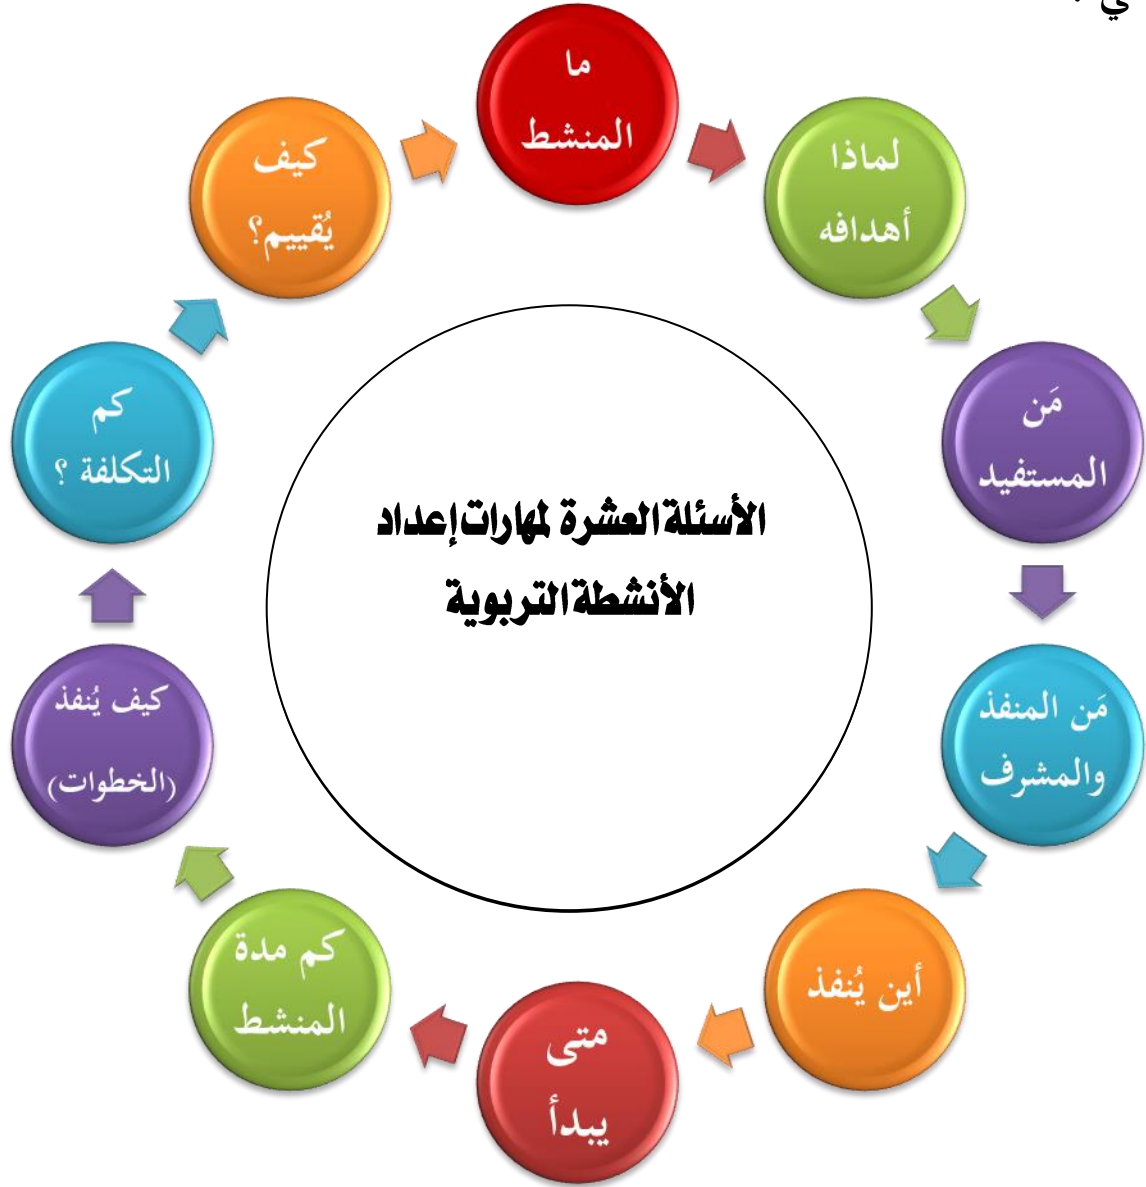 ي
ما
المنشط
لماذا
أهدافه
مَن
المستفيد
مَن المنفذ
والمشرف
أين يُنفذ
متى
يبدأ
كم مدة
المنشط
كيف يُنفذ
(الخطوات)
كم
التكلفة ؟
كيف
يُقييم؟
الأسئلة العشرة لمهارات إعداد
الأنشطة التربوية